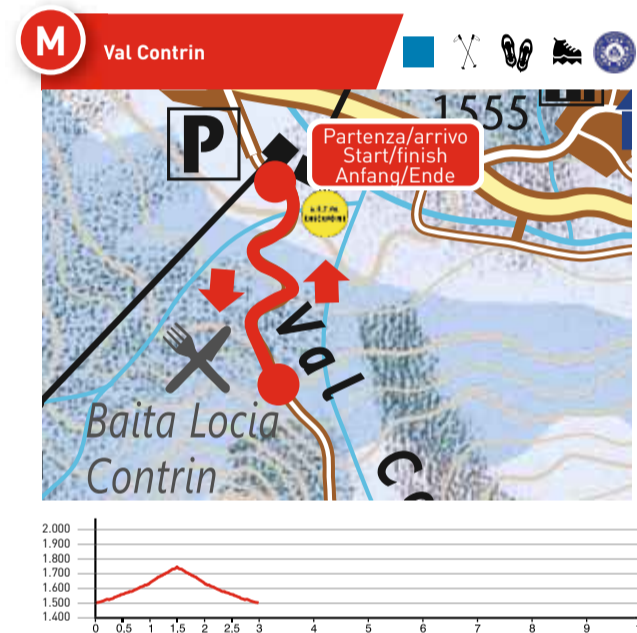 M
Val Contrin
1555
P
Partenza/arrivo
Start/finish
Anfang/Ende
CHECKPOINT
Val
Co
Baita Locia
Contrin
2.000
1.900
1.800
1.700
1.600
1.500
1.400
0 0,5 1 1,5 2 2,5 3 4 5 6 7 8 9